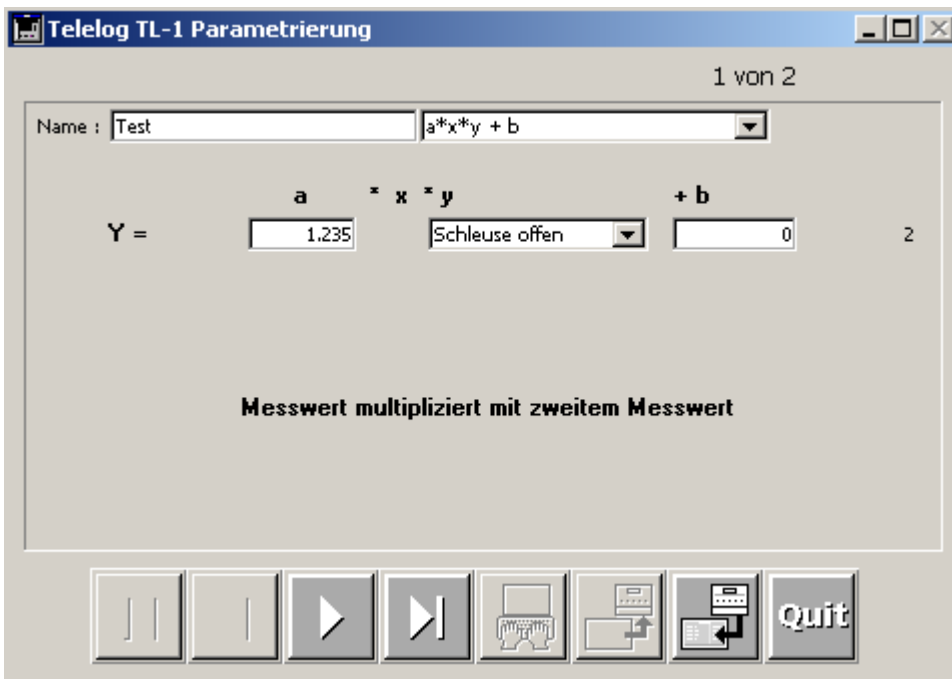 Telelog TL-1 Parametrierung
1 von 2
Name : Test a*x*y + b
a * x * y + b
Y = 1.235 Schleuse offen 0 2
Messwert multipliziert mit zweitem Messwert
Quit